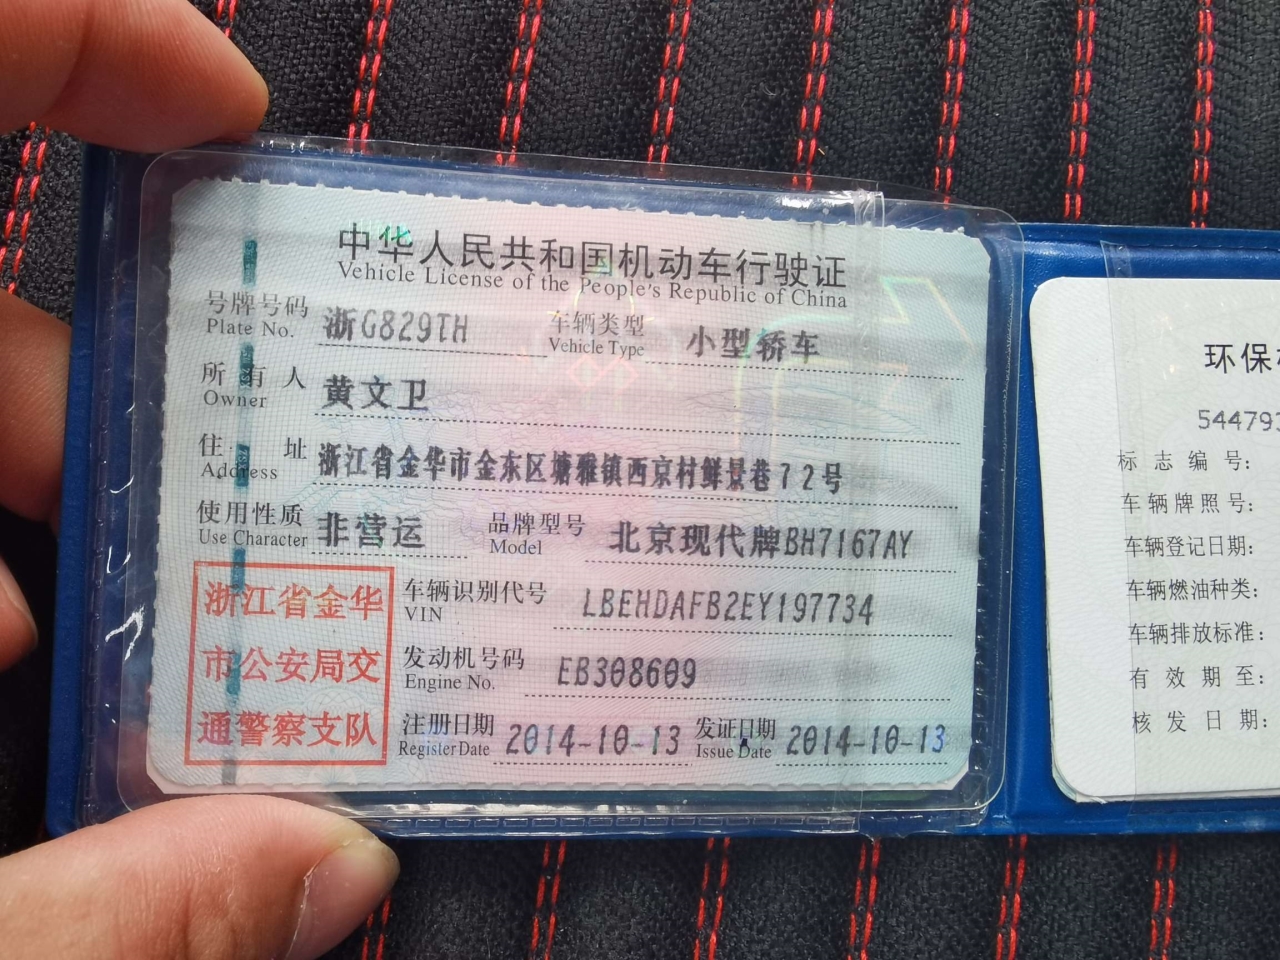 中华人民共和国机动车行驶证
Vehicle License of the People's Republic of China
号牌号码 浙G829TH 车辆类型 小型轿车
Plate No. Vehicle Type
所有人 黄文卫
Owner
住址 浙江省金华市金东区塘雅镇西京村鲜景巷72号
Address
使用性质 非营运 品牌型号 北京现代牌BH7167AY
Use Character Model
浙江省金华
市公安局交
通警察支队
车辆识别代号 LBEHDAFB2EY197734
VIN
发动机号码 EB308609
Engine No.
注册日期 2014-10-13 发证日期 2014-10-13
Register Date Issue Date
环保
54479
标志编号:
车辆牌照号:
车辆登记日期:
车辆燃油种类:
车辆排放标准:
有效期至:
核发日期: